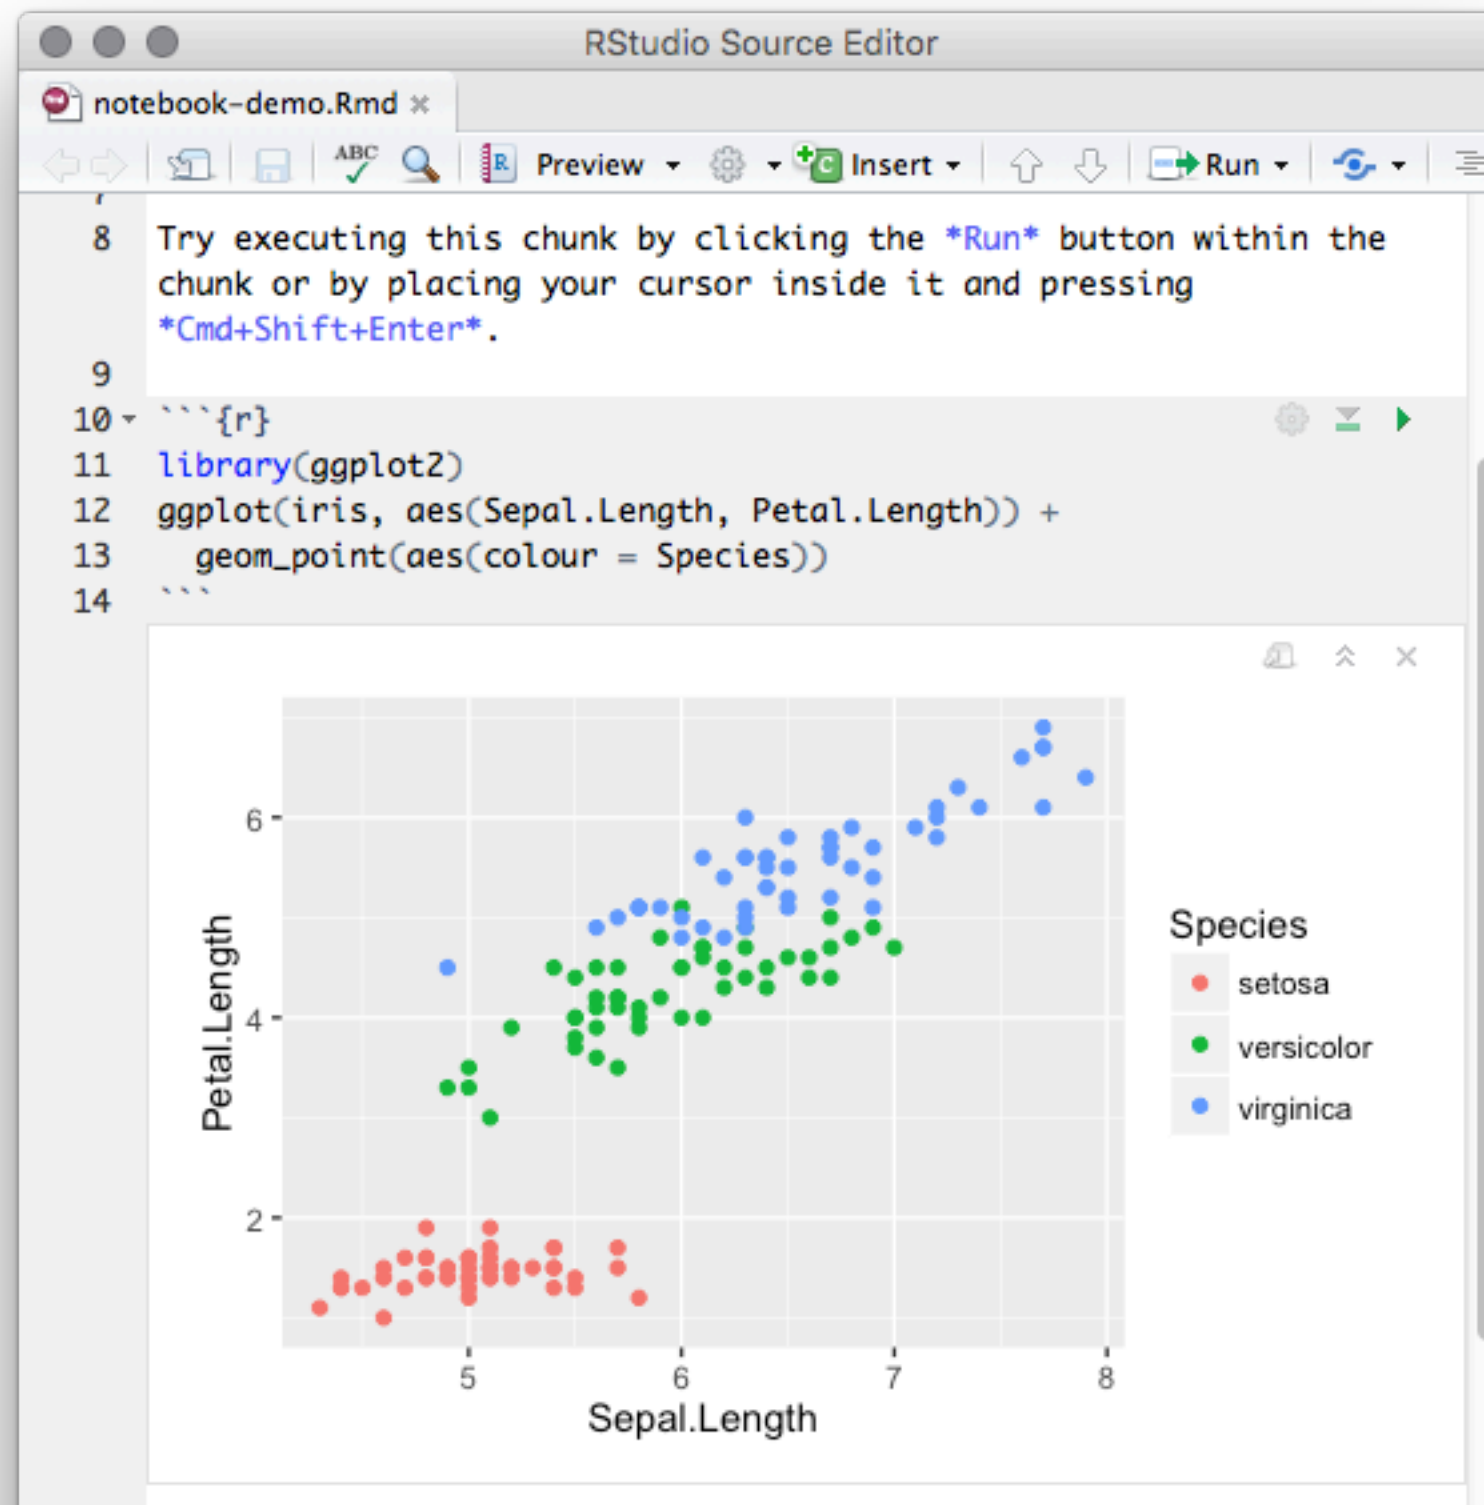 RStudio Source Editor
notebook-demo.Rmd
ABC Preview Insert Run
8 Try executing this chunk by clicking the *Run* button within the
chunk or by placing your cursor inside it and pressing
*Cmd+Shift+Enter*.
9
10 ```{r}
11 library(ggplot2)
12 ggplot(iris, aes(Sepal.Length, Petal.Length)) +
13 geom_point(aes(colour = Species))
14 ```
6
4
2
Petal.Length
5 6 7 8
Sepal.Length
Species
setosa
versicolor
virginica